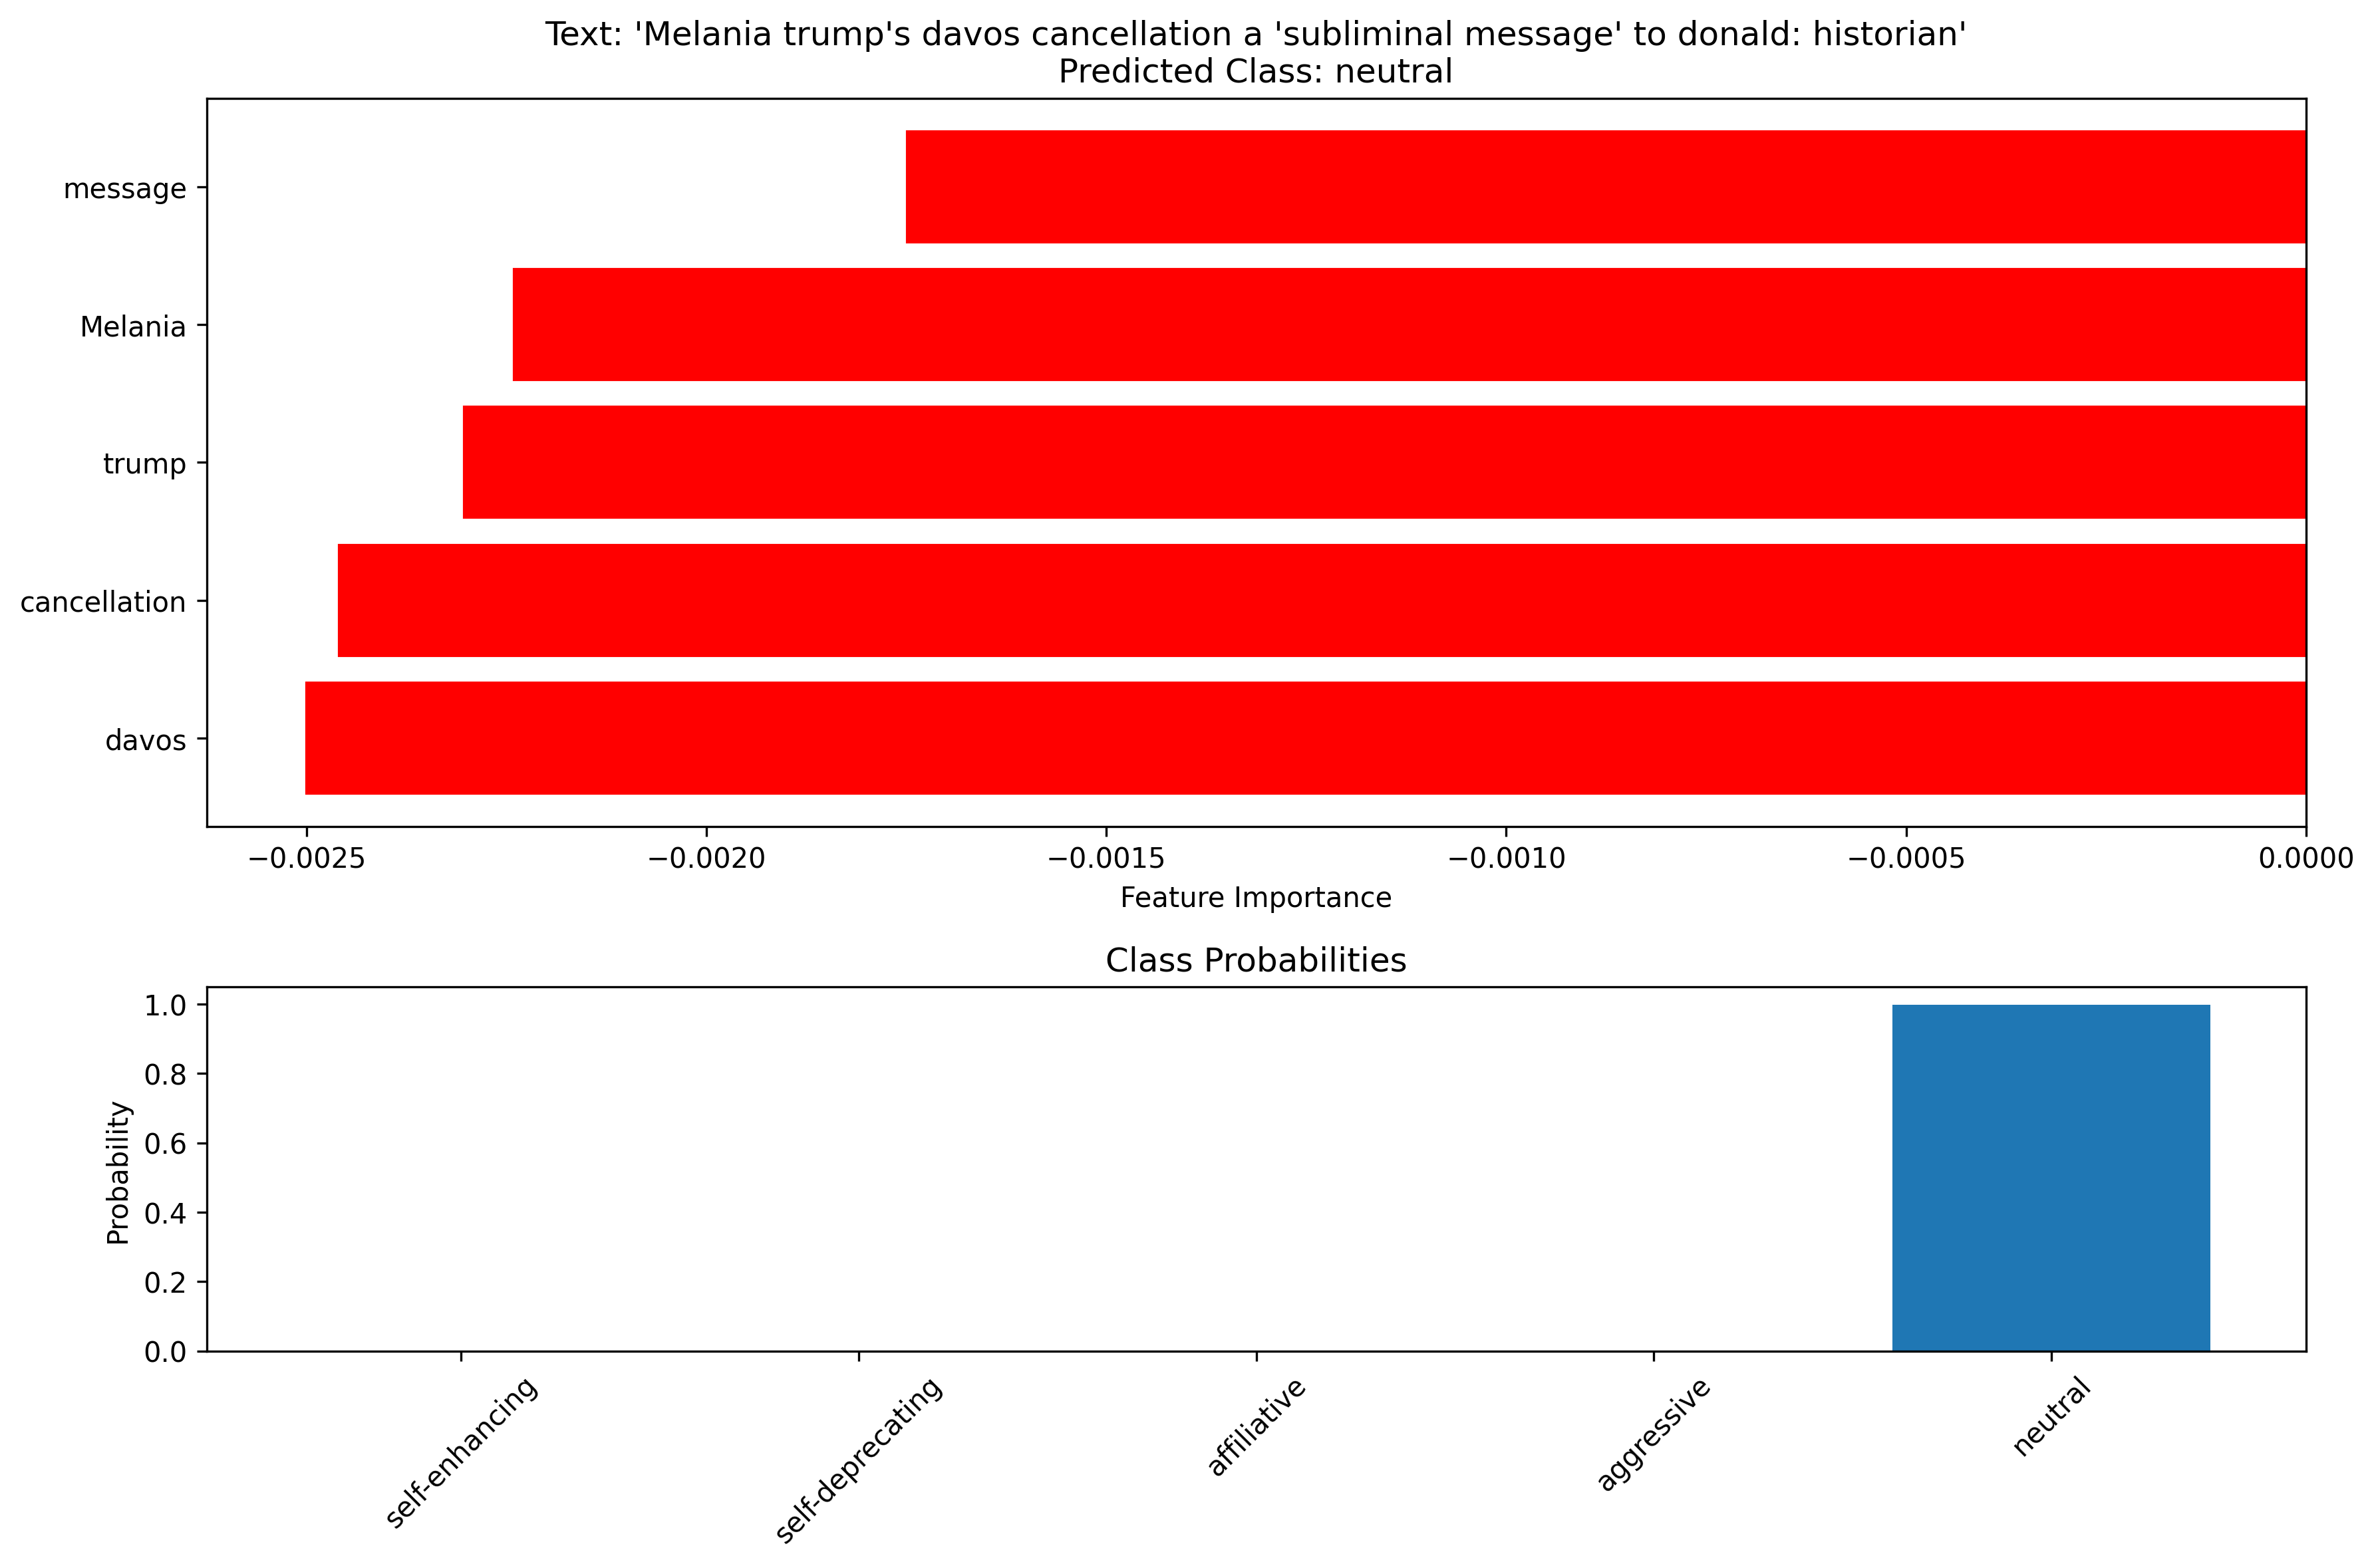 Text: 'Melania trump's davos cancellation a 'subliminal message' to donald: historian'
Predicted Class: neutral
message
Melania
trump
cancellation
davos
−0.0025 −0.0020 −0.0015 −0.0010 −0.0005 0.0000
Feature Importance
Class Probabilities
1.0
0.8
0.6
0.4
0.2
0.0
Probability
self-enhancing self-deprecating affiliative aggressive neutral